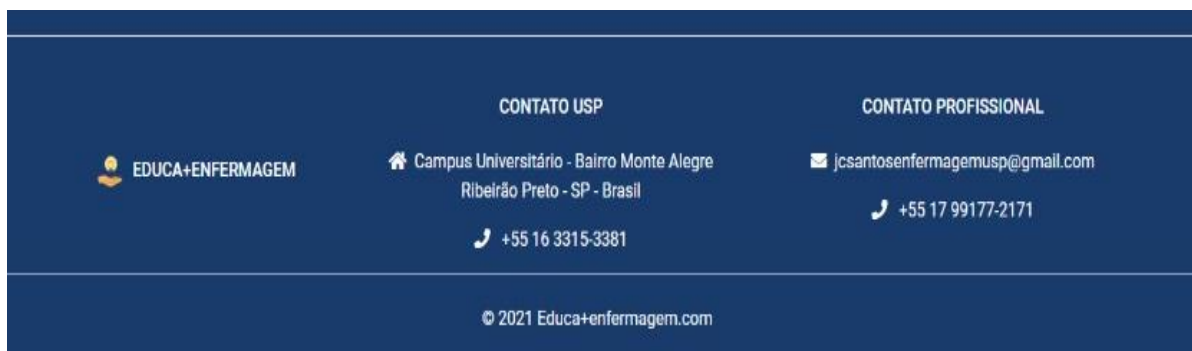 EDUCA+ENFERMAGEM
CONTATO USP
Campus Universitário - Bairro Monte Alegre
Ribeirão Preto - SP - Brasil
+55 16 3315-3381
CONTATO PROFISSIONAL
jcsantosenfermagemusp@gmail.com
+55 17 99177-2171
© 2021 Educa+enfermagem.com